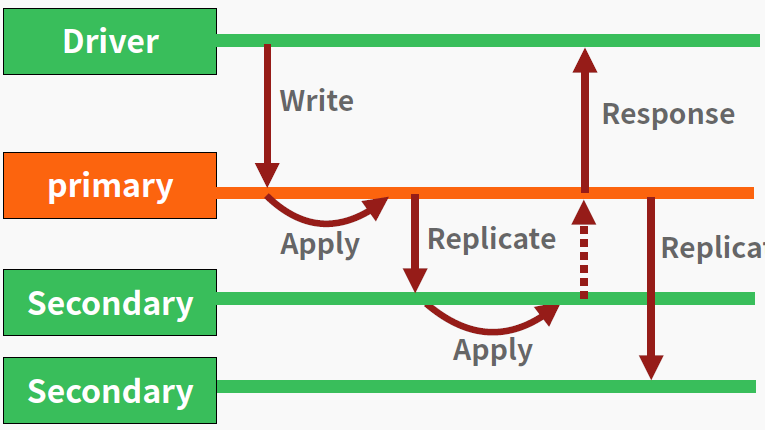 Driver
Write
Response
primary
Apply
Replicate
Replicat
Secondary
Apply
Secondary